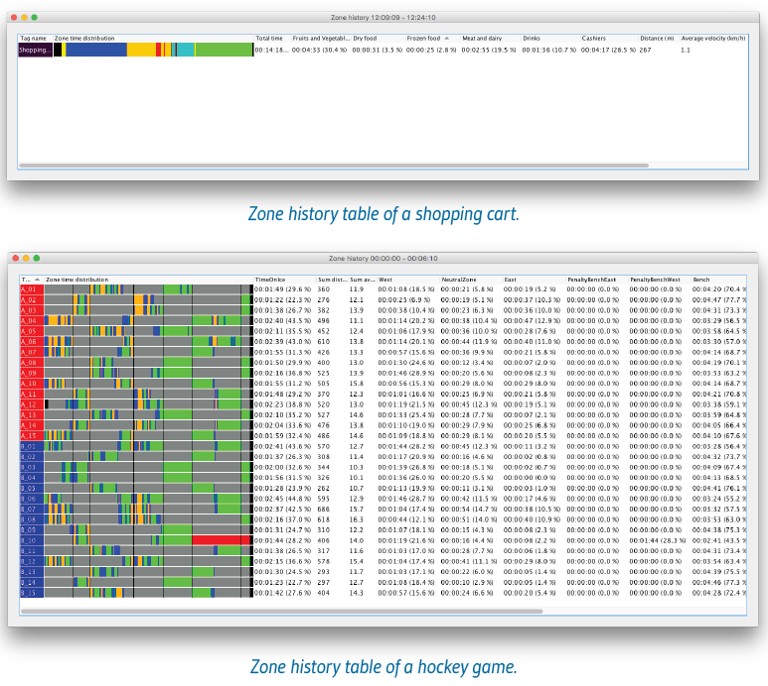 Zone history 12:09:09 - 12:24:10
Tag name Zone time distribution Total time Fruits and Vegetabl... Dry food Frozen food Meat and dairy Drinks Cashiers Distance (m) Average velocity (km/h)
Shopping... 00:14:18... 00:04:33 (30.4 %) 00:00:31 (3.5 %) 00:00:25 (2.8 %) 00:02:55 (19.5 %) 00:01:36 (10.7 %) 00:04:17 (28.5 %) 267 1.1
Zone history table of a shopping cart.
Zone history 00:00:00 - 00:06:10
T... Zone time distribution TimeOnIce Sum dist... Sum av... West NeutralZone East PenaltyBenchEast PenaltyBenchWest Bench
A_01 00:01:49 (29.6 %) 360 11.9 00:01:08 (18.5 %) 00:00:21 (5.8 %) 00:00:19 (5.2 %) 00:00:00 (0.0 %) 00:00:00 (0.0 %) 00:04:20 (70.4 %
A_02 00:01:22 (22.3 %) 276 12.1 00:00:25 (6.9 %) 00:00:19 (5.1 %) 00:00:37 (10.3 %) 00:00:00 (0.0 %) 00:00:00 (0.0 %) 00:04:47 (77.7 %
A_03 00:01:38 (26.7 %) 382 13.9 00:00:38 (10.4 %) 00:00:23 (6.3 %) 00:00:36 (10.0 %) 00:00:00 (0.0 %) 00:00:00 (0.0 %) 00:04:31 (73.3 %
A_04 00:02:40 (43.5 %) 496 11.1 00:01:14 (20.2 %) 00:00:38 (10.4 %) 00:00:47 (12.9 %) 00:00:00 (0.0 %) 00:00:00 (0.0 %) 00:03:29 (56.5 %
A_05 00:02:11 (35.5 %) 452 12.4 00:01:06 (17.9 %) 00:00:36 (10.0 %) 00:00:28 (7.6 %) 00:00:00 (0.0 %) 00:00:00 (0.0 %) 00:03:58 (64.5 %
A_06 00:02:39 (43.0 %) 610 13.8 00:01:14 (20.1 %) 00:00:44 (11.9 %) 00:00:40 (11.0 %) 00:00:00 (0.0 %) 00:00:00 (0.0 %) 00:03:30 (57.0 %
A_07 00:01:55 (31.3 %) 426 13.3 00:00:57 (15.6 %) 00:00:36 (9.9 %) 00:00:21 (5.8 %) 00:00:00 (0.0 %) 00:00:00 (0.0 %) 00:04:14 (68.7 %
A_08 00:01:50 (29.9 %) 400 13.0 00:01:30 (24.6 %) 00:00:12 (3.4 %) 00:00:07 (2.0 %) 00:00:00 (0.0 %) 00:00:00 (0.0 %) 00:04:19 (70.1 %
A_09 00:02:16 (36.8 %) 525 13.9 00:01:46 (28.9 %) 00:00:20 (5.6 %) 00:00:08 (2.3 %) 00:00:00 (0.0 %) 00:00:00 (0.0 %) 00:03:53 (63.2 %
A_10 00:01:55 (31.2 %) 505 15.8 00:00:56 (15.3 %) 00:00:29 (8.0 %) 00:00:29 (8.0 %) 00:00:00 (0.0 %) 00:00:00 (0.0 %) 00:04:14 (68.7 %
A_11 00:01:48 (29.2 %) 370 12.3 00:01:01 (16.6 %) 00:00:25 (6.9 %) 00:00:21 (5.8 %) 00:00:00 (0.0 %) 00:00:00 (0.0 %) 00:04:21 (70.8 %
A_12 00:02:23 (38.8 %) 520 13.0 00:01:19 (21.5 %) 00:00:45 (12.3 %) 00:00:19 (5.1 %) 00:00:00 (0.0 %) 00:00:00 (0.0 %) 00:03:38 (59.1 %
A_13 00:02:10 (35.2 %) 527 14.6 00:01:33 (25.4 %) 00:00:28 (7.7 %) 00:00:07 (2.1 %) 00:00:00 (0.0 %) 00:00:00 (0.0 %) 00:03:59 (64.8 %
A_14 00:02:04 (33.6 %) 476 13.8 00:01:10 (19.0 %) 00:00:29 (7.9 %) 00:00:25 (6.8 %) 00:00:00 (0.0 %) 00:00:00 (0.0 %) 00:04:05 (66.4 %
A_15 00:01:59 (32.4 %) 486 14.6 00:01:09 (18.8 %) 00:00:29 (8.1 %) 00:00:20 (5.5 %) 00:00:00 (0.0 %) 00:00:00 (0.0 %) 00:04:10 (67.6 %
B_01 00:02:41 (43.6 %) 570 12.7 00:01:44 (28.2 %) 00:00:45 (12.3 %) 00:00:11 (3.2 %) 00:00:00 (0.0 %) 00:00:00 (0.0 %) 00:03:28 (56.4 %
B_02 00:01:37 (26.3 %) 308 11.4 00:01:17 (20.9 %) 00:00:16 (4.6 %) 00:00:02 (0.8 %) 00:00:00 (0.0 %) 00:00:00 (0.0 %) 00:04:32 (73.7 %
B_03 00:02:00 (32.6 %) 344 10.3 00:01:39 (26.8 %) 00:00:18 (5.1 %) 00:00:02 (0.7 %) 00:00:00 (0.0 %) 00:00:00 (0.0 %) 00:04:09 (67.4 %
B_04 00:01:56 (31.5 %) 326 10.1 00:01:36 (26.0 %) 00:00:20 (5.5 %) 00:00:00 (0.0 %) 00:00:00 (0.0 %) 00:00:00 (0.0 %) 00:04:13 (68.5 %
B_05 00:01:28 (23.9 %) 262 10.7 00:01:13 (19.9 %) 00:00:11 (3.1 %) 00:00:03 (1.0 %) 00:00:00 (0.0 %) 00:00:00 (0.0 %) 00:04:41 (76.1 %
B_06 00:02:45 (44.8 %) 595 12.9 00:01:46 (28.7 %) 00:00:42 (11.5 %) 00:00:17 (4.6 %) 00:00:00 (0.0 %) 00:00:00 (0.0 %) 00:03:24 (55.2 %
B_07 00:02:37 (42.5 %) 686 15.7 00:01:04 (17.4 %) 00:00:54 (14.7 %) 00:00:38 (10.5 %) 00:00:00 (0.0 %) 00:00:00 (0.0 %) 00:03:32 (57.5 %
B_08 00:02:16 (37.0 %) 618 16.3 00:00:44 (12.1 %) 00:00:51 (14.0 %) 00:00:40 (10.9 %) 00:00:00 (0.0 %) 00:00:00 (0.0 %) 00:03:53 (63.0 %
B_09 00:01:31 (24.7 %) 310 12.2 00:01:07 (18.1 %) 00:00:15 (4.3 %) 00:00:08 (2.3 %) 00:00:00 (0.0 %) 00:00:00 (0.0 %) 00:04:38 (75.3 %
B_10 00:01:44 (28.2 %) 406 14.0 00:01:19 (21.6 %) 00:00:16 (4.4 %) 00:00:08 (2.2 %) 00:00:00 (0.0 %) 00:01:44 (28.3 %) 00:02:41 (43.5 %
B_11 00:01:38 (26.5 %) 317 11.6 00:01:03 (17.0 %) 00:00:28 (7.7 %) 00:00:06 (1.8 %) 00:00:00 (0.0 %) 00:00:00 (0.0 %) 00:04:31 (73.4 %
B_12 00:02:15 (36.6 %) 578 15.4 00:01:04 (17.4 %) 00:00:41 (11.1 %) 00:00:29 (8.0 %) 00:00:00 (0.0 %) 00:00:00 (0.0 %) 00:03:54 (63.4 %
B_13 00:01:30 (24.5 %) 293 11.7 00:01:03 (17.1 %) 00:00:22 (6.0 %) 00:00:05 (1.4 %) 00:00:00 (0.0 %) 00:00:00 (0.0 %) 00:04:39 (75.5 %
B_14 00:01:23 (22.7 %) 297 12.7 00:01:08 (18.4 %) 00:00:10 (2.9 %) 00:00:05 (1.4 %) 00:00:00 (0.0 %) 00:00:00 (0.0 %) 00:04:46 (77.3 %
B_15 00:01:42 (27.6 %) 404 14.3 00:00:57 (15.6 %) 00:00:24 (6.6 %) 00:00:20 (5.4 %) 00:00:00 (0.0 %) 00:00:00 (0.0 %) 00:04:28 (72.4 %
Zone history table of a hockey game.